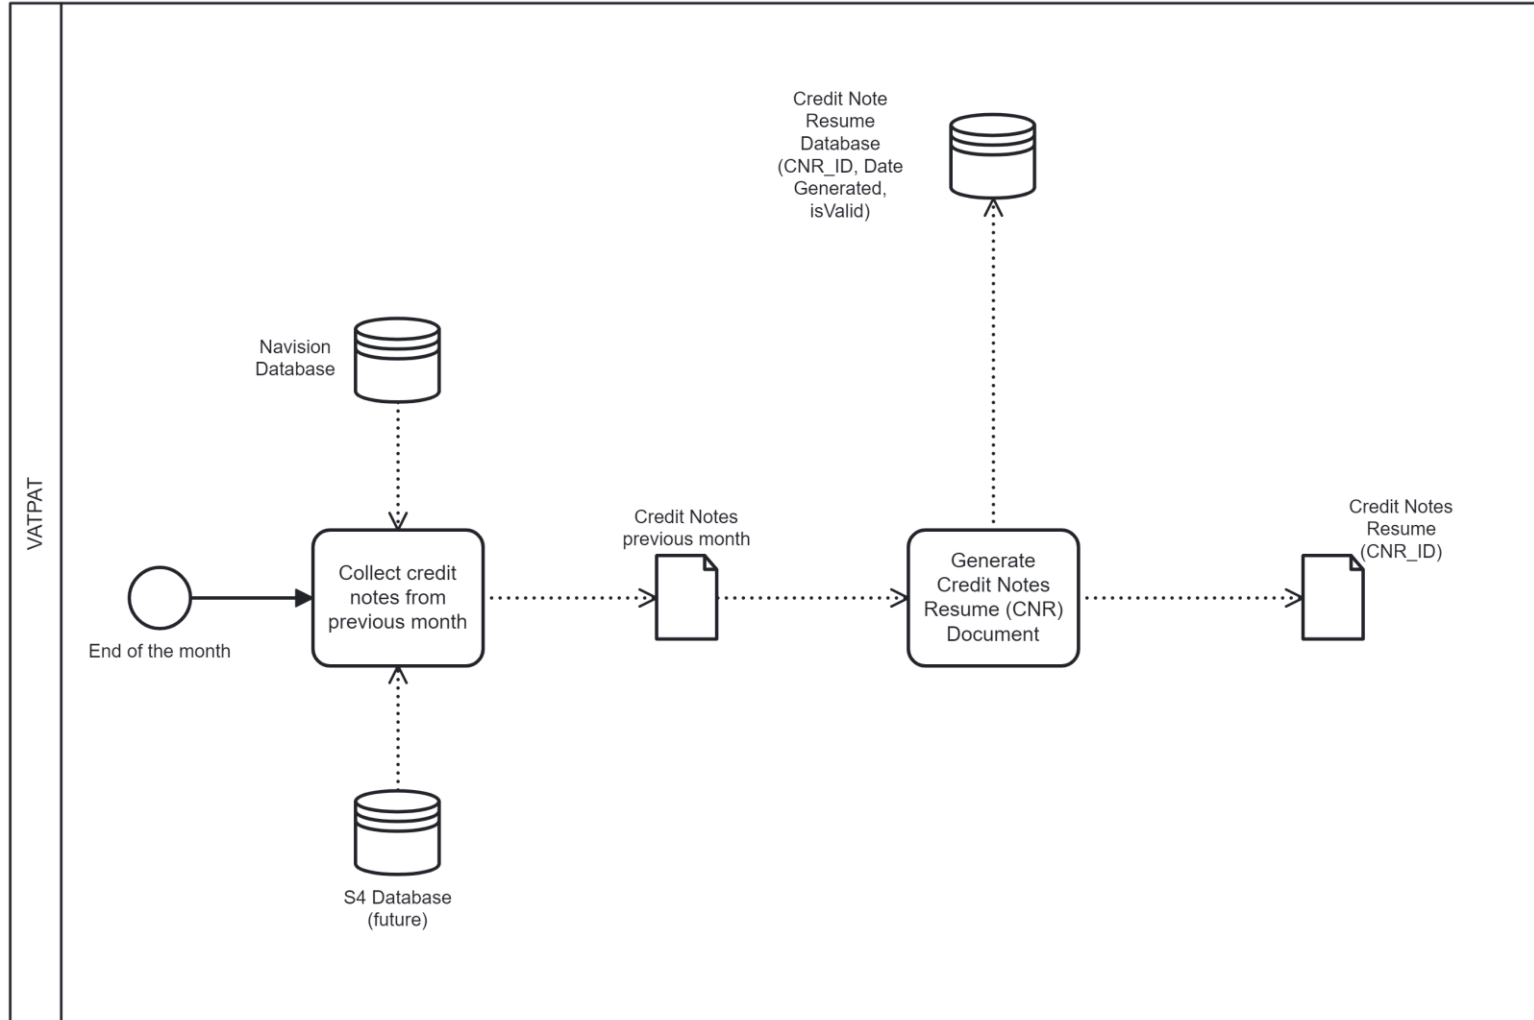 Credit Note
Resume
Database
(CNR_ID, Date
Generated,
isValid)
Navision
Database
VATPAT
End of the month
Collect credit
notes from
previous month
Credit Notes
previous month
Generate
Credit Notes
Resume (CNR)
Document
Credit Notes
Resume
(CNR_ID)
S4 Database
(future)